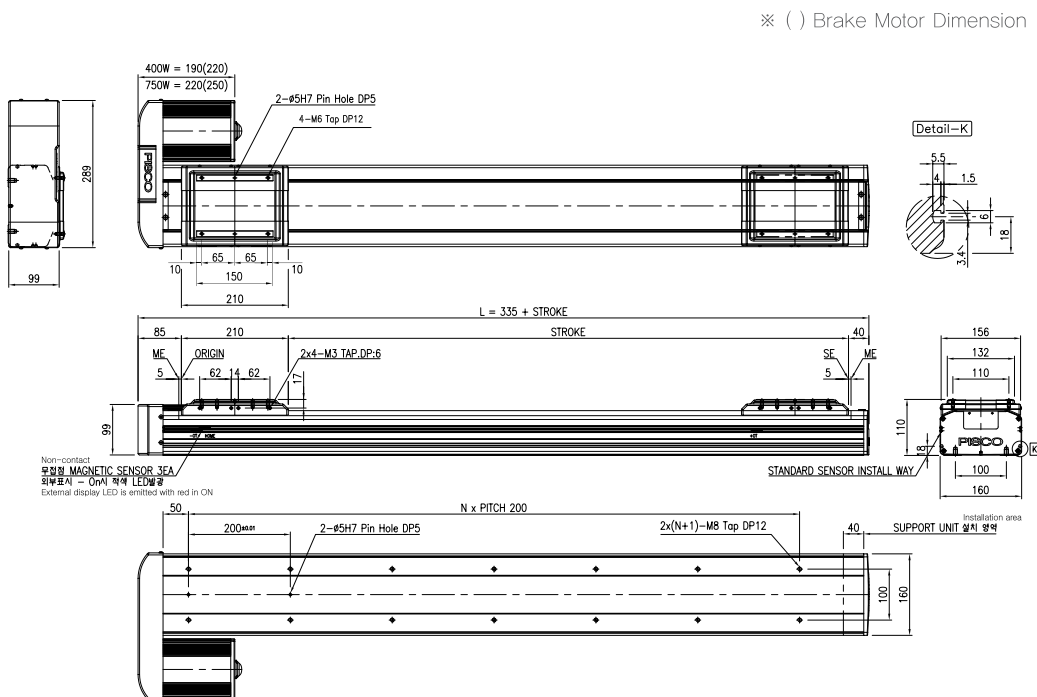 ※ ( ) Brake Motor Dimension
400W = 190(220)
750W = 220(250)
2-ø5H7 Pin Hole DP5
4-M6 Tap DP12
Detail-K
5.5
4
1.5
6
18
3.4
PISCO
289
99
65
65
10
10
150
210
L = 335 + STROKE
85
210
STROKE
40
156
132
110
ME
ORIGIN
2x4-M3 TAP.DP:6
SE
ME
5
62
14
62
17
5
99
-OT/ HOME
+OT
110
18
PISCO
K
100
160
Non-contact
무접점 MAGNETIC SENSOR 3EA
외부표시 - On시 적색 LED발광
External display LED is emitted with red in ON
STANDARD SENSOR INSTALL WAY
50
N x PITCH 200
200±0.01
2-ø5H7 Pin Hole DP5
2x(N+1)-M8 Tap DP12
40
Installation area
SUPPORT UNIT 설치 영역
100
160